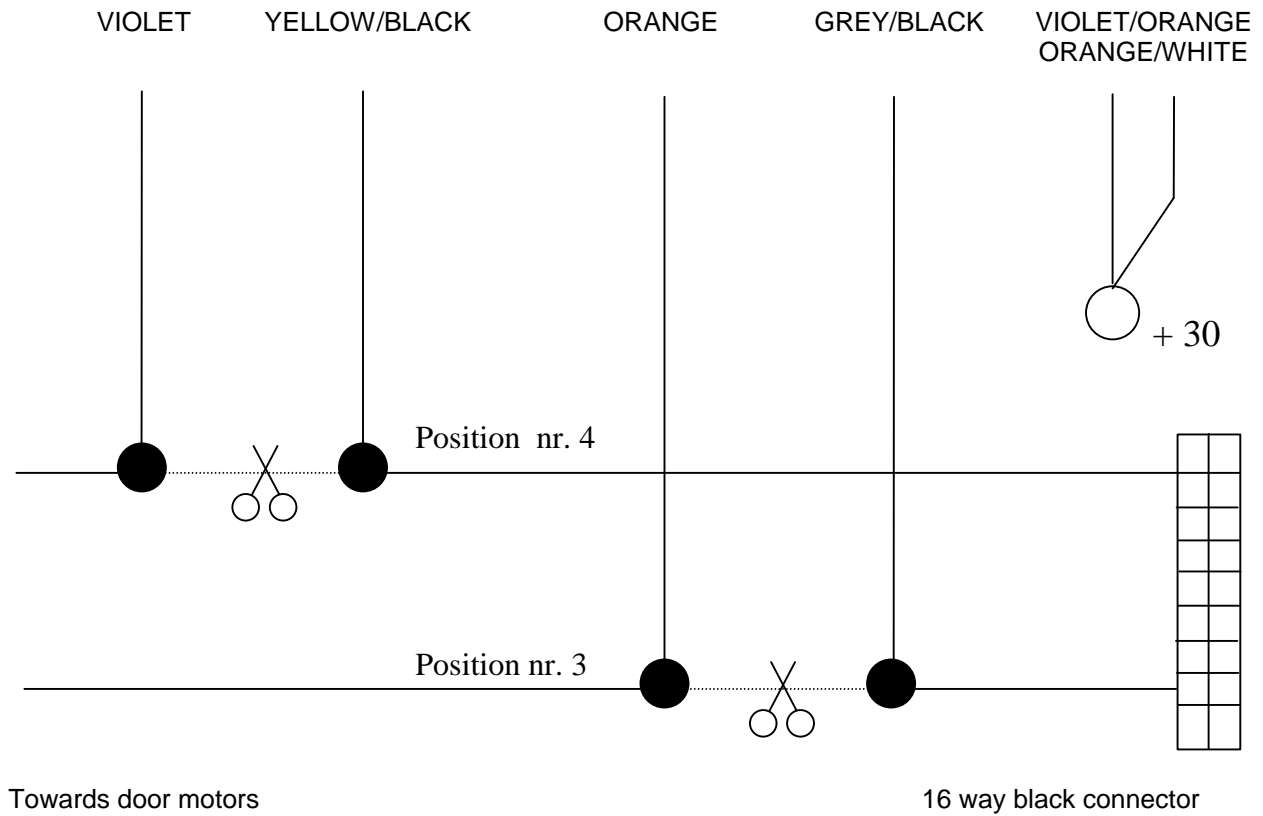 VIOLET YELLOW/BLACK ORANGE GREY/BLACK VIOLET/ORANGE
ORANGE/WHITE
+ 30
Position nr. 4
Position nr. 3
Towards door motors 16 way black connector